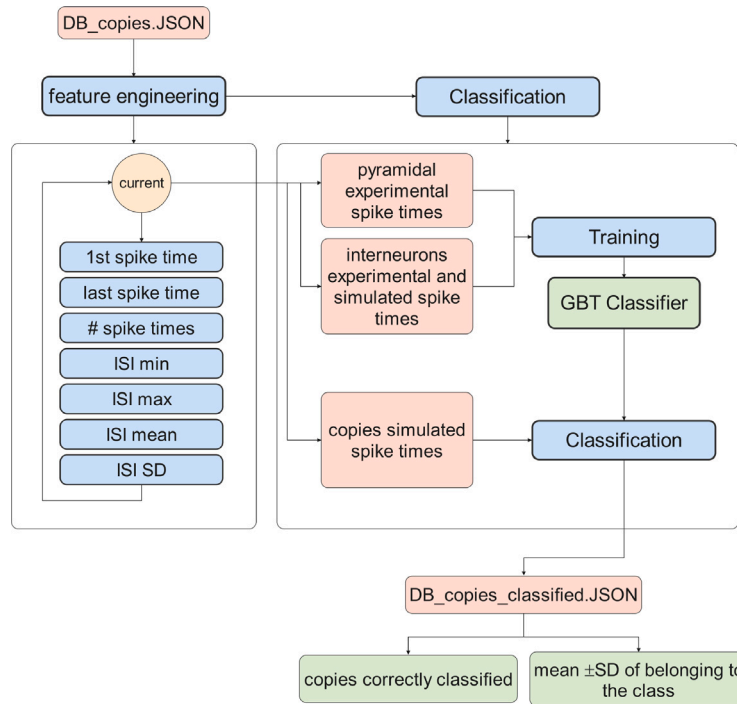 DB_copies.JSON
feature engineering
Classification
current
1st spike time
last spike time
# spike times
ISI min
ISI max
ISI mean
ISI SD
pyramidal
experimental
spike times
interneurons
experimental and
simulated spike
times
copies simulated
spike times
Training
GBT Classifier
Classification
DB_copies_classified.JSON
copies correctly classified
mean ±SD of belonging to
the class